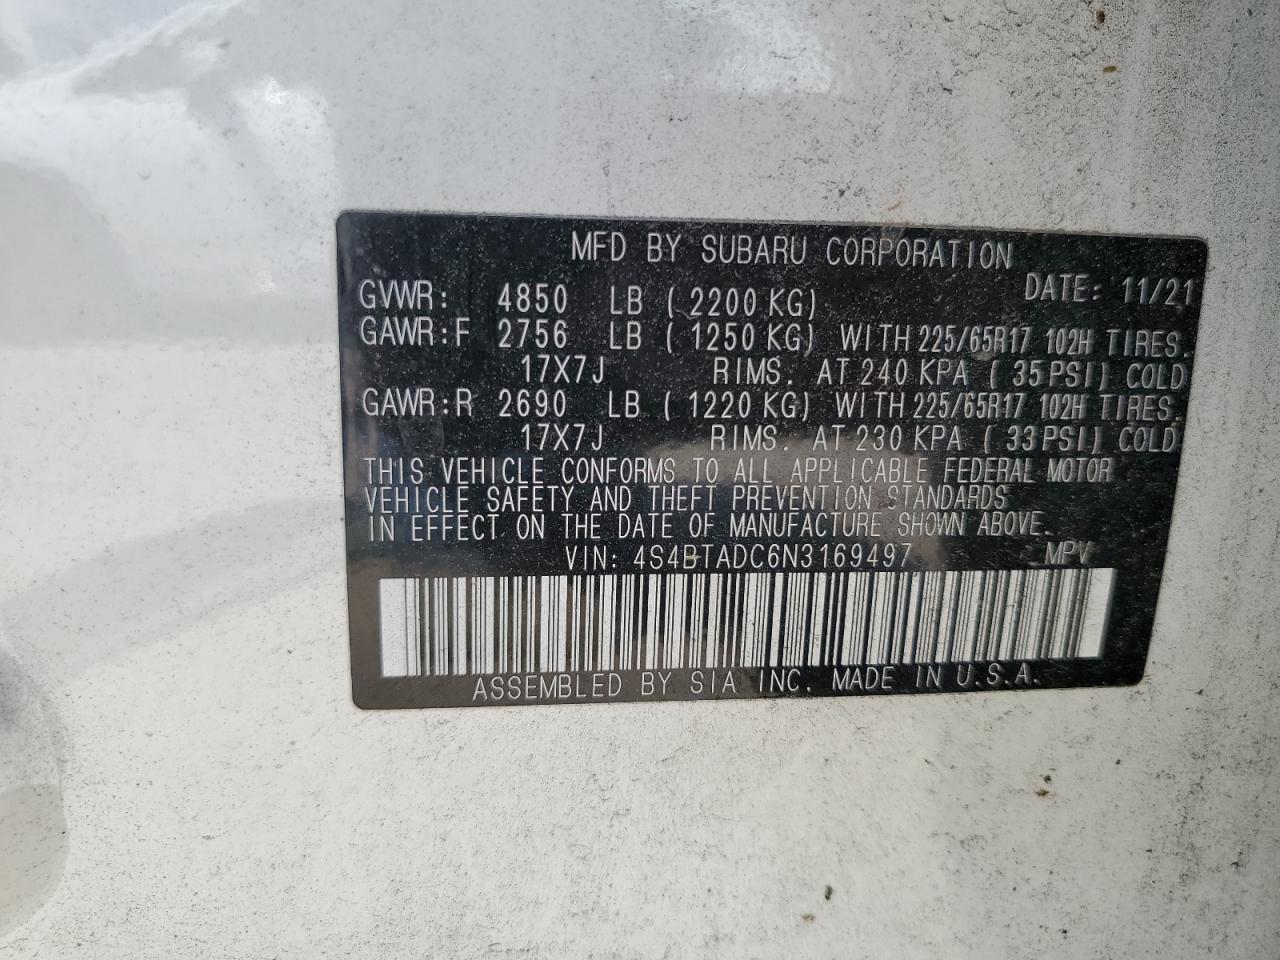 MFD BY SUBARU CORPORATION
DATE: 11/21
GVWR: 4850 LB (2200 KG)
GAWR:F 2756 LB (1250 KG) WITH 225/65R17 102H TIRES.
17X7J RIMS. AT 240 KPA (35 PSI) COLD
GAWR:R 2690 LB (1220 KG) WITH 225/65R17 102H TIRES.
17X7J RIMS. AT 230 KPA (33 PSI) COLD
THIS VEHICLE CONFORMS TO ALL APPLICABLE FEDERAL MOTOR
VEHICLE SAFETY AND THEFT PREVENTION STANDARDS
IN EFFECT ON THE DATE OF MANUFACTURE SHOWN ABOVE.
VIN: 4S4BTADC6N3169497 MPV
ASSEMBLED BY SIA INC. MADE IN U.S.A.